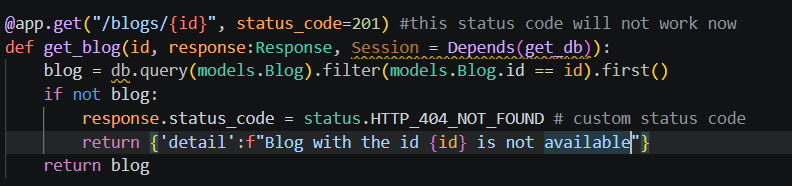 @app.get("/blogs/{id}", status_code=201) #this status code will not work now
def get_blog(id, response:Response, Session = Depends(get_db)):
    blog = db.query(models.Blog).filter(models.Blog.id == id).first()
    if not blog:
        response.status_code = status.HTTP_404_NOT_FOUND # custom status code
        return {'detail':f"Blog with the id {id} is not available"}
    return blog